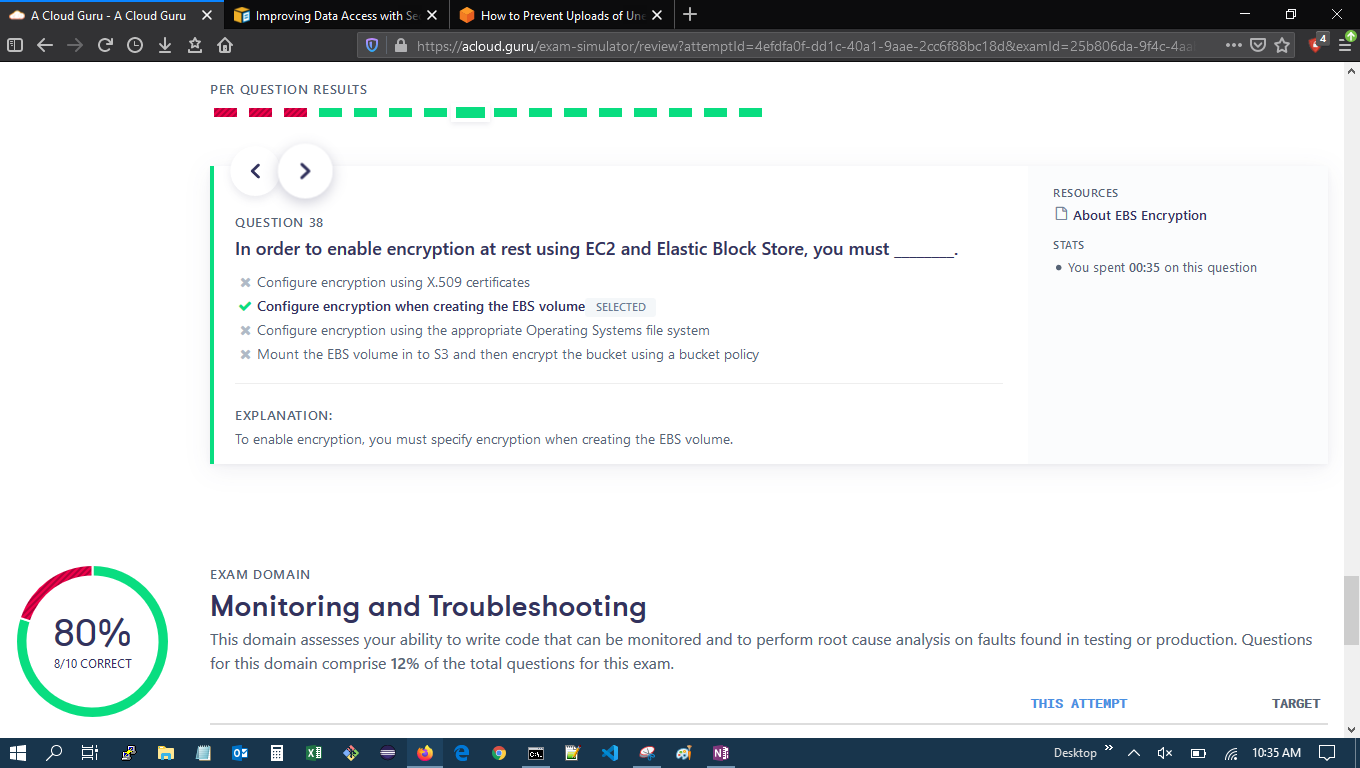 A Cloud Guru - A Cloud Guru
Improving Data Access with Se
How to Prevent Uploads of Une
https://acloud.guru/exam-simulator/review?attemptId=4efdfa0f-dd1c-40a1-9aae-2cc6f88bc18d&examId=25b806da-9f4c-4aa
4
PER QUESTION RESULTS
QUESTION 38
In order to enable encryption at rest using EC2 and Elastic Block Store, you must ________.
Configure encryption using X.509 certificates
Configure encryption when creating the EBS volume SELECTED
Configure encryption using the appropriate Operating Systems file system
Mount the EBS volume in to S3 and then encrypt the bucket using a bucket policy
EXPLANATION:
To enable encryption, you must specify encryption when creating the EBS volume.
RESOURCES
About EBS Encryption
STATS
• You spent 00:35 on this question
80%
8/10 CORRECT
EXAM DOMAIN
Monitoring and Troubleshooting
This domain assesses your ability to write code that can be monitored and to perform root cause analysis on faults found in testing or production. Questions
for this domain comprise 12% of the total questions for this exam.
THIS ATTEMPT TARGET
Desktop
10:35 AM